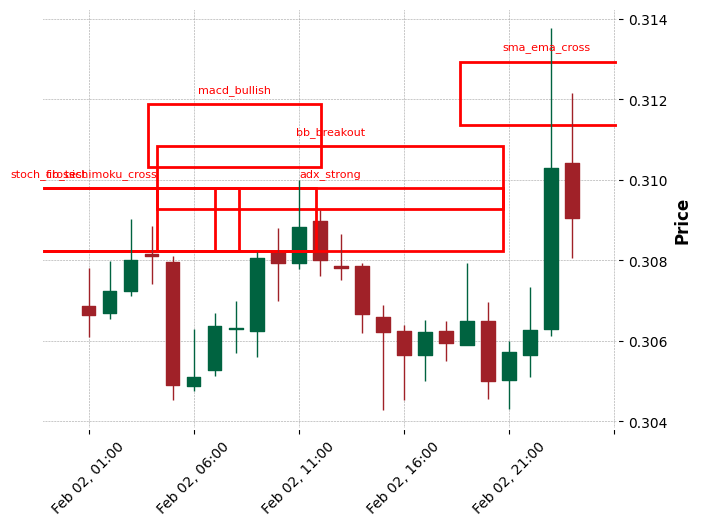 0.314
sma_ema_cross
macd_bullish
0.312
bb_breakout
ichimoku_cross
adx_strong
0.310
Price
0.308
0.306
0.304
Feb 02, 01:00
Feb 02, 06:00
Feb 02, 11:00
Feb 02, 16:00
Feb 02, 21:00